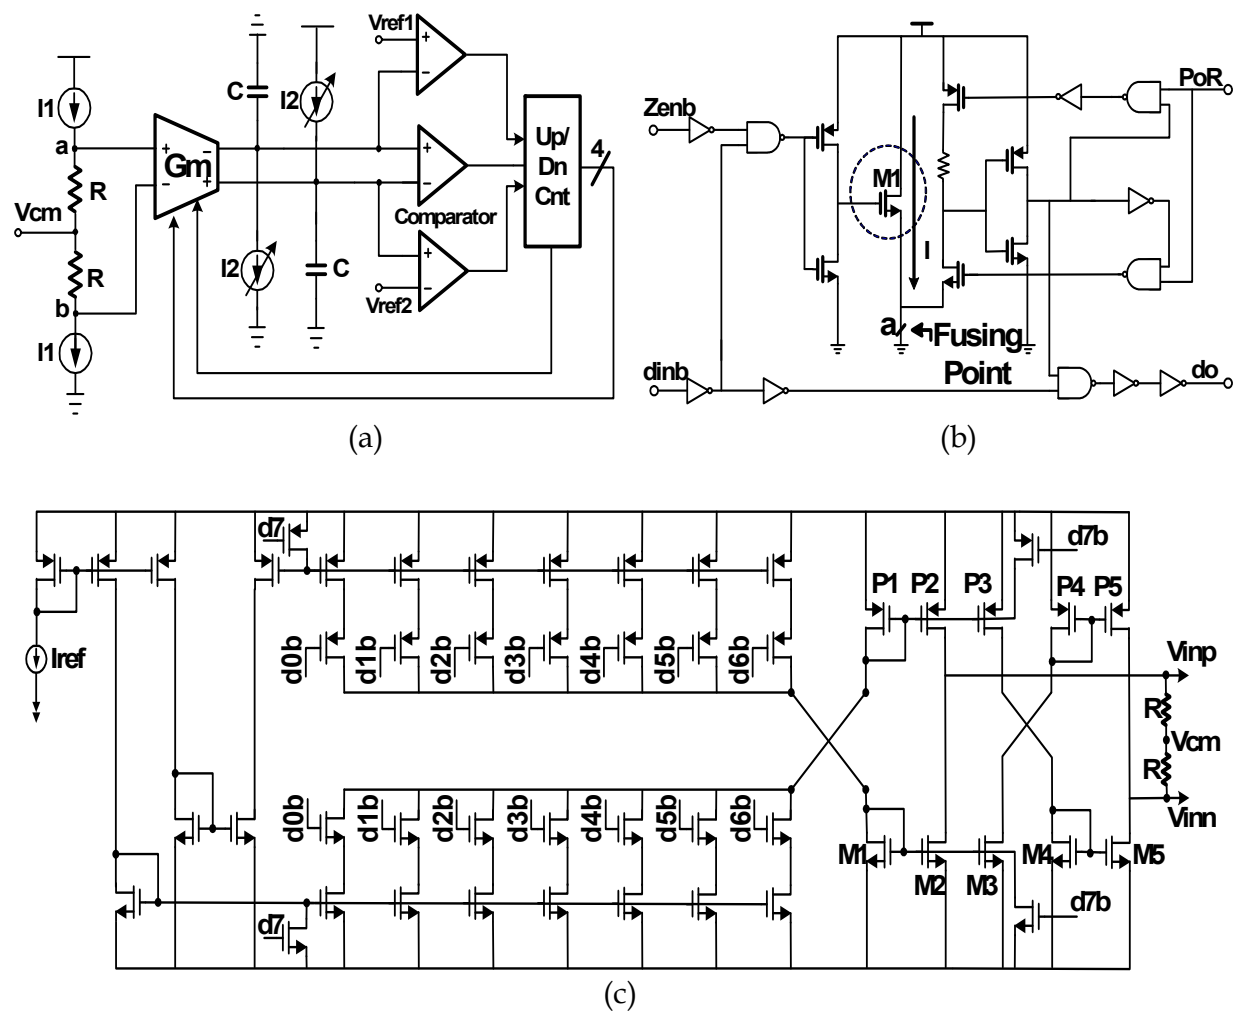 Vref1
C
I2
I1
a
Gm
+
-
-
+
R
Vcm
R
b
I1
I2
C
+
-
+
-
Comparator
+
-
Vref2
Up/
Dn
Cnt
4
(a)
Zenb
M1
I
PoR
a
Fusing
Point
dinb
do
(b)
d7
d7b
P1 P2 P3 P4 P5
Iref
d0b d1b d2b d3b d4b d5b d6b
Vinp
R
Vcm
R
Vinn
d0b d1b d2b d3b d4b d5b d6b
M1 M2 M3 M4 M5
d7
d7b
(c)